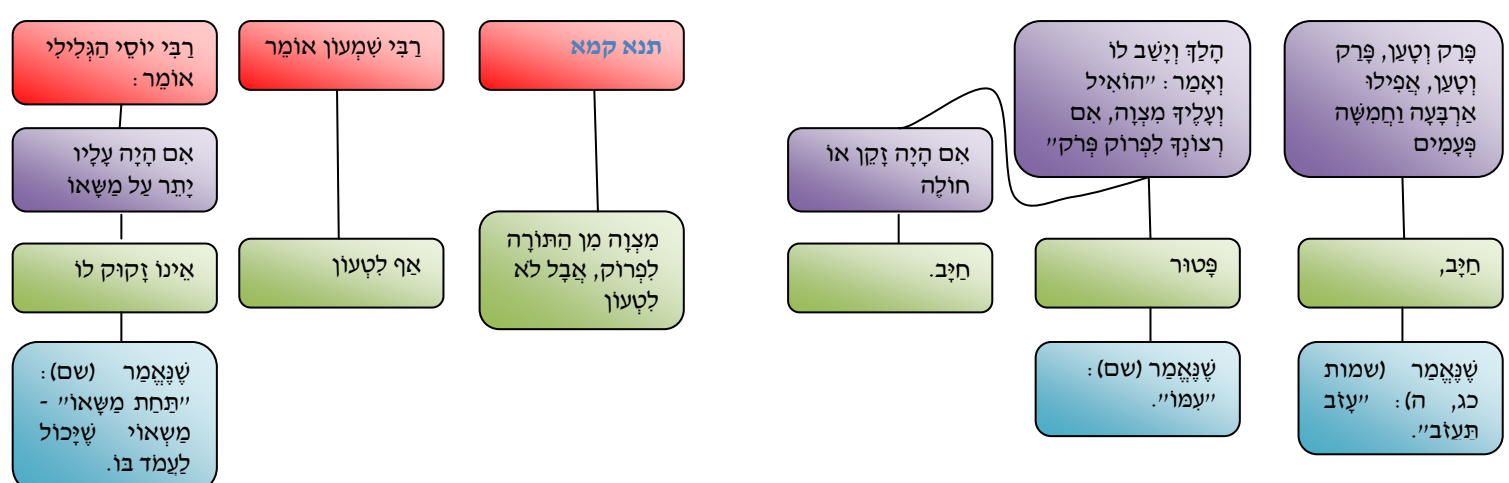 פָּרַק וְטָעַן, פָּרַק
וְטָעַן, אֲפִילוּ
אַרְבָּעָה וַחֲמִשָּׁה
פְּעָמִים
חַיָּב,
שֶׁנֶּאֱמַר (שמות
כג, ה): "עָזֹב
תַּעֲזֹב".
הָלַךְ וְיָשַׁב לוֹ
וְאָמַר: "הוֹאִיל
וְעָלֶיךָ מִצְוָה, אִם
רְצוֹנְךָ לִפְרוֹק פְּרֹק"
פָּטוּר
שֶׁנֶּאֱמַר (שם):
"עִמּוֹ".
אִם הָיָה זָקֵן אוֹ
חוֹלֶה
חַיָּב.
תנא קמא
מִצְוָה מִן הַתּוֹרָה
לִפְרוֹק, אֲבָל לֹא
לִטְעוֹן
רַבִּי שִׁמְעוֹן אוֹמֵר
אַף לִטְעוֹן
רַבִּי יוֹסֵי הַגְּלִילִי
אוֹמֵר:
אִם הָיָה עָלָיו
יָתֵר עַל מַשָּׂאוֹ
אֵינוֹ זָקוּק לוֹ
שֶׁנֶּאֱמַר (שם):
"תַּחַת מַשָּׂאוֹ" -
מַשְׂאוֹי שֶׁיָּכוֹל
לַעֲמֹד בּוֹ.